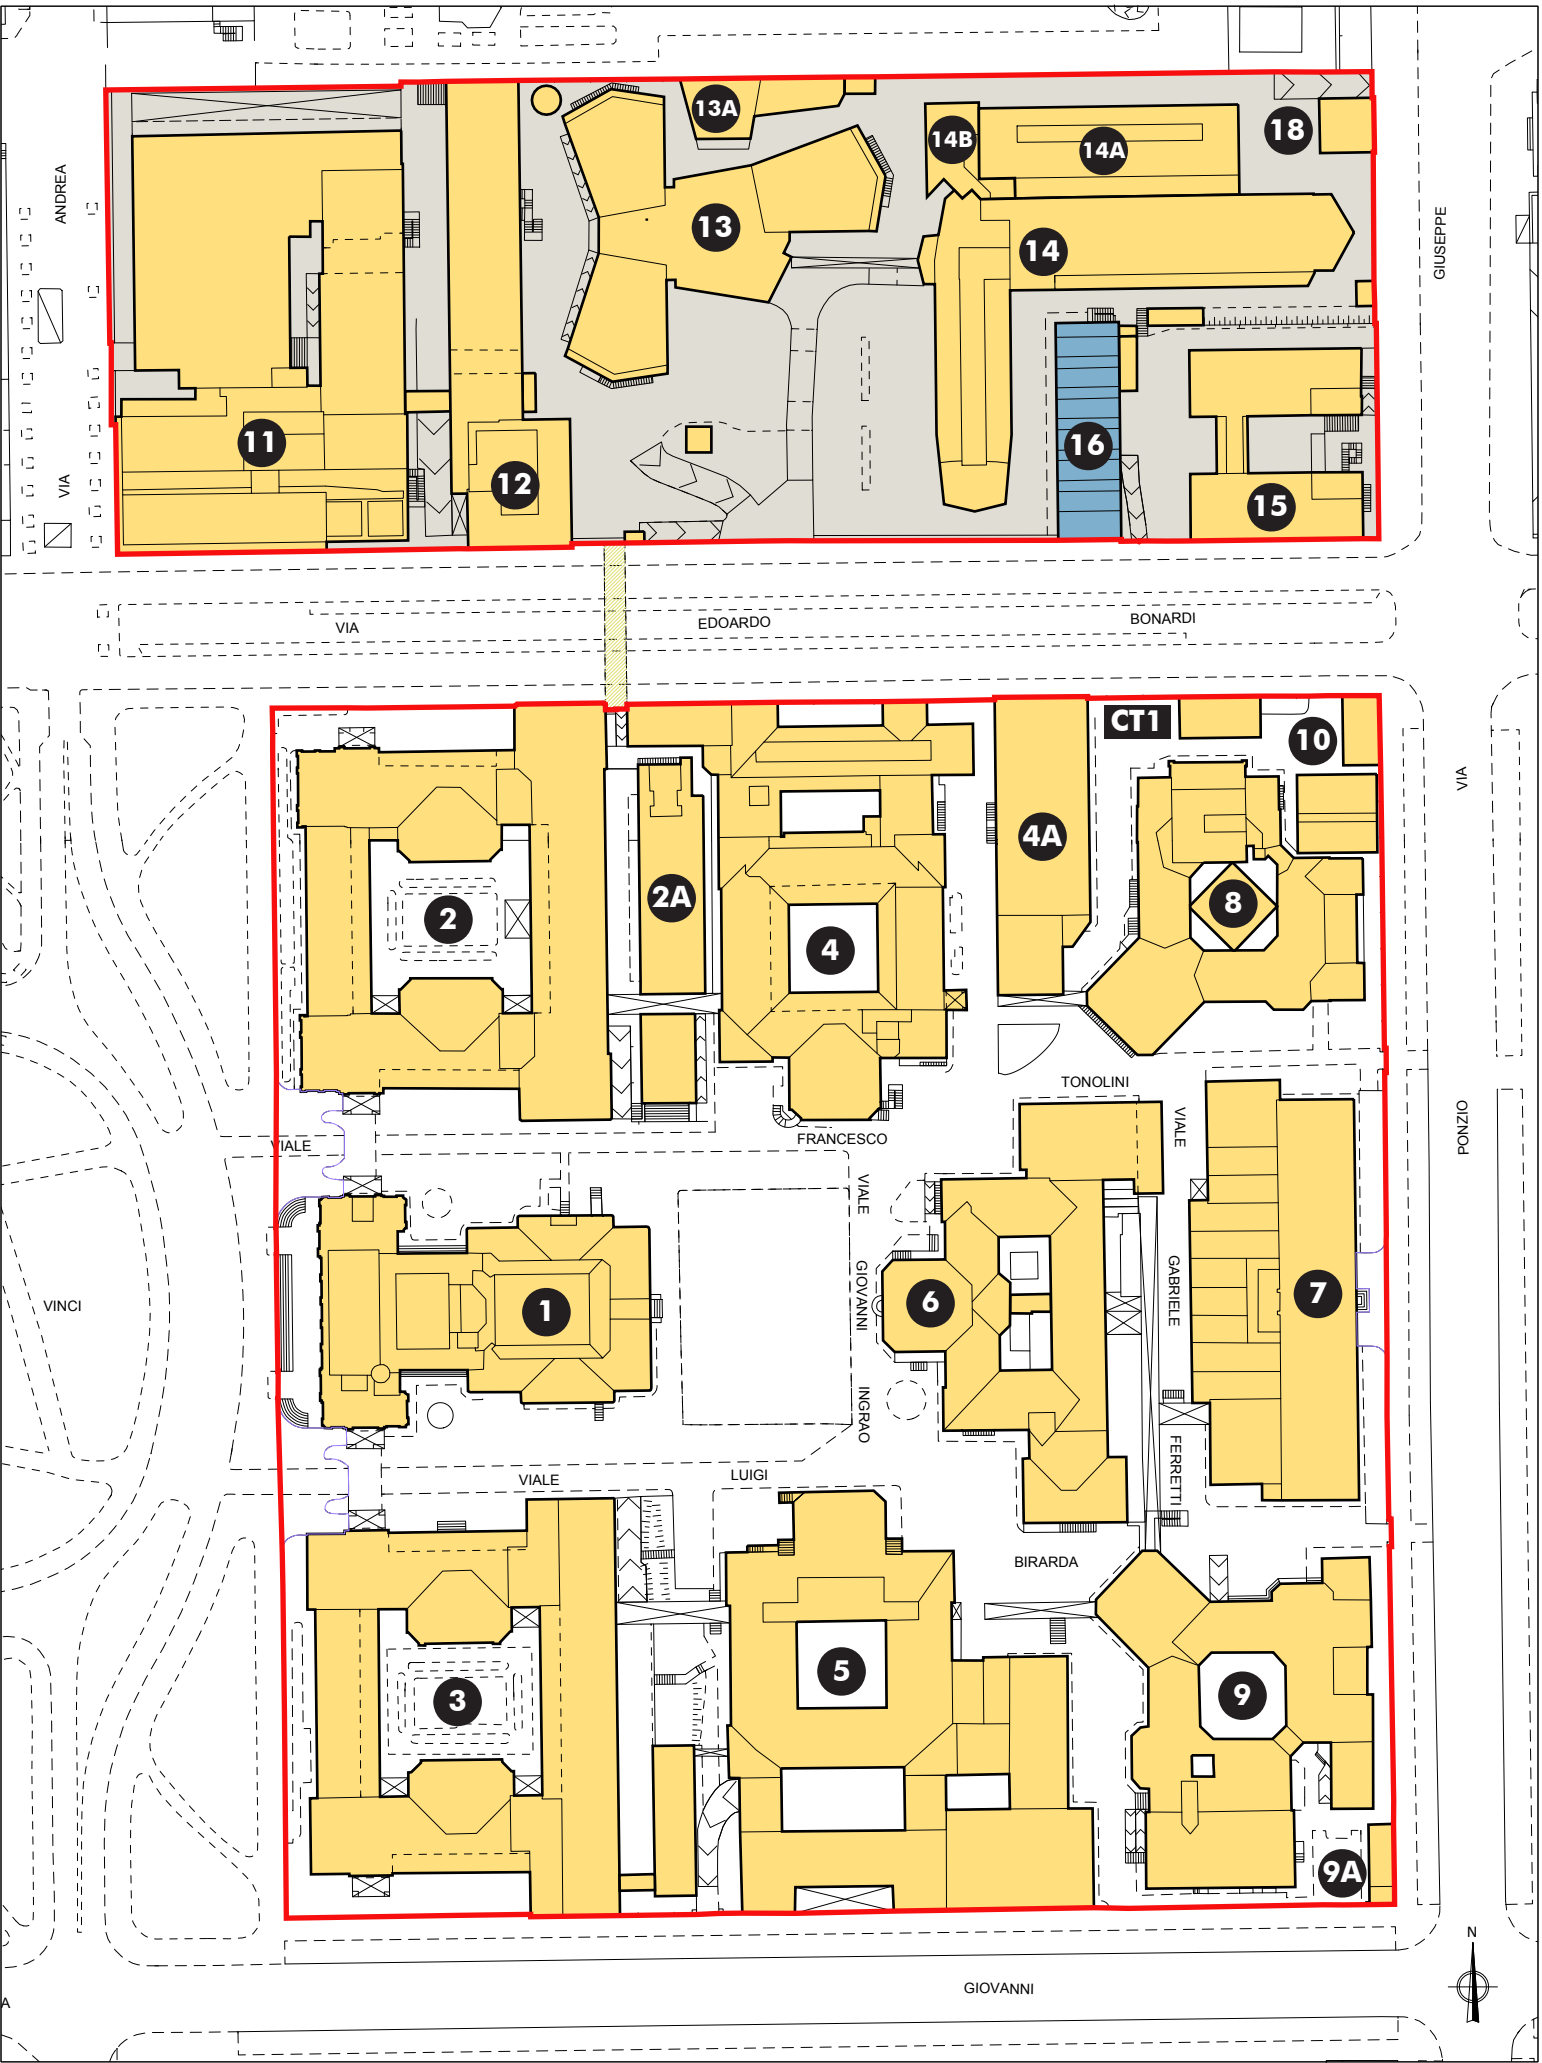 13A
14B
14A
18
ANDREA
13
GIUSEPPE
14
11
16
VIA
12
15
VIA
EDOARDO
BONARDI
CT1
10
VIA
4A
2A
8
2
4
TONOLINI
PONZIO
VIALE
FRANCESCO
VIALE
VIALE
GIOVANNI
GABRIELE
7
6
VINCI
1
INGRAO
FERRETTI
VIALE
LUIGI
BIRARDA
5
9
3
9A
N
GIOVANNI
A